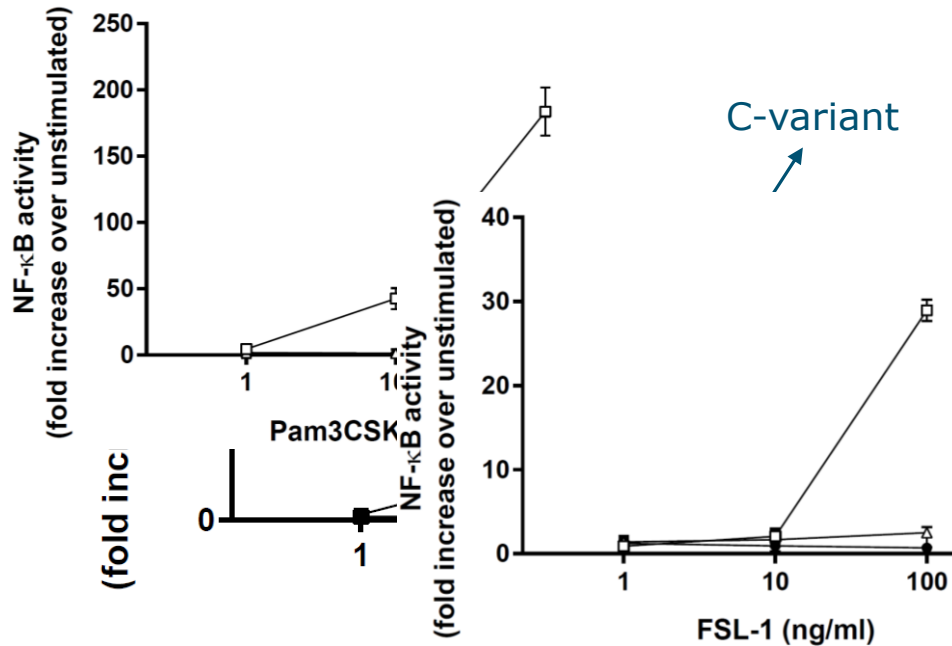 NF-κB activity
(fold increase over unstimulated)
250
200
150
100
50
0
1
Pam3CSK
(fold inc
0
1
C-variant
NF-κB activity
(fold increase over unstimulated)
40
30
20
10
0
1
10
100
FSL-1 (ng/ml)